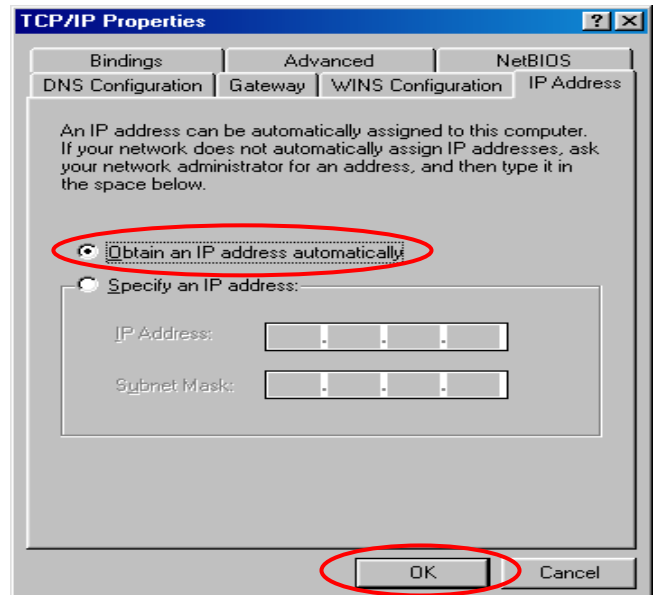 TCP/IP Properties
Bindings Advanced NetBIOS
DNS Configuration Gateway WINS Configuration IP Address
An IP address can be automatically assigned to this computer.
If your network does not automatically assign IP addresses, ask
your network administrator for an address, and then type it in
the space below.
Obtain an IP address automatically
Specify an IP address:
IP Address: . . .
Subnet Mask: . . .
OK Cancel